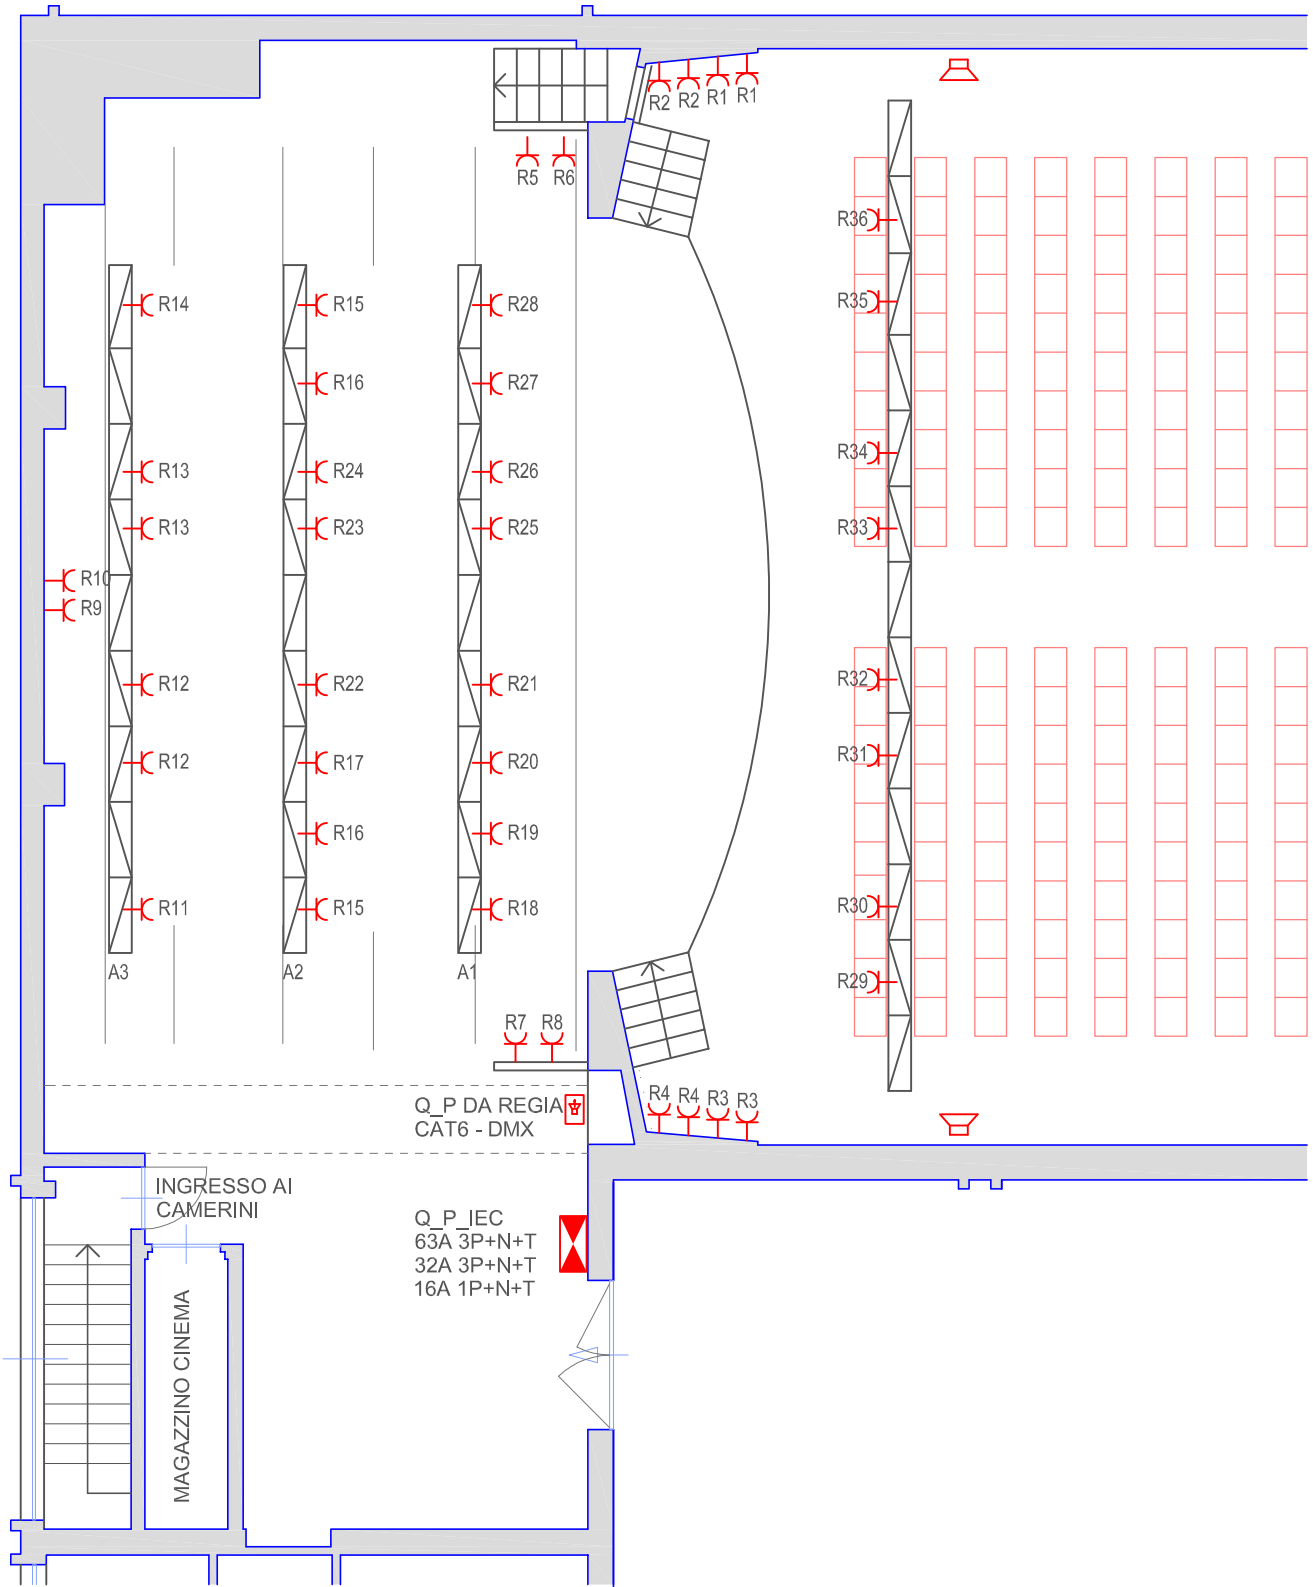 R2
R2
R1
R1
R5
R6
R36
R35
R34
R33
R32
R31
R30
R29
R14
R13
R13
R10
R9
R12
R12
R11
A3
R15
R16
R24
R23
R22
R17
R16
R15
A2
R28
R27
R26
R25
R21
R20
R19
R18
A1
R7
R8
R4
R4
R3
R3
Q_P DA REGIA
CAT6 - DMX
INGRESSO AI
CAMERINI
Q_P_IEC
63A 3P+N+T
32A 3P+N+T
16A 1P+N+T
MAGAZZINO CINEMA